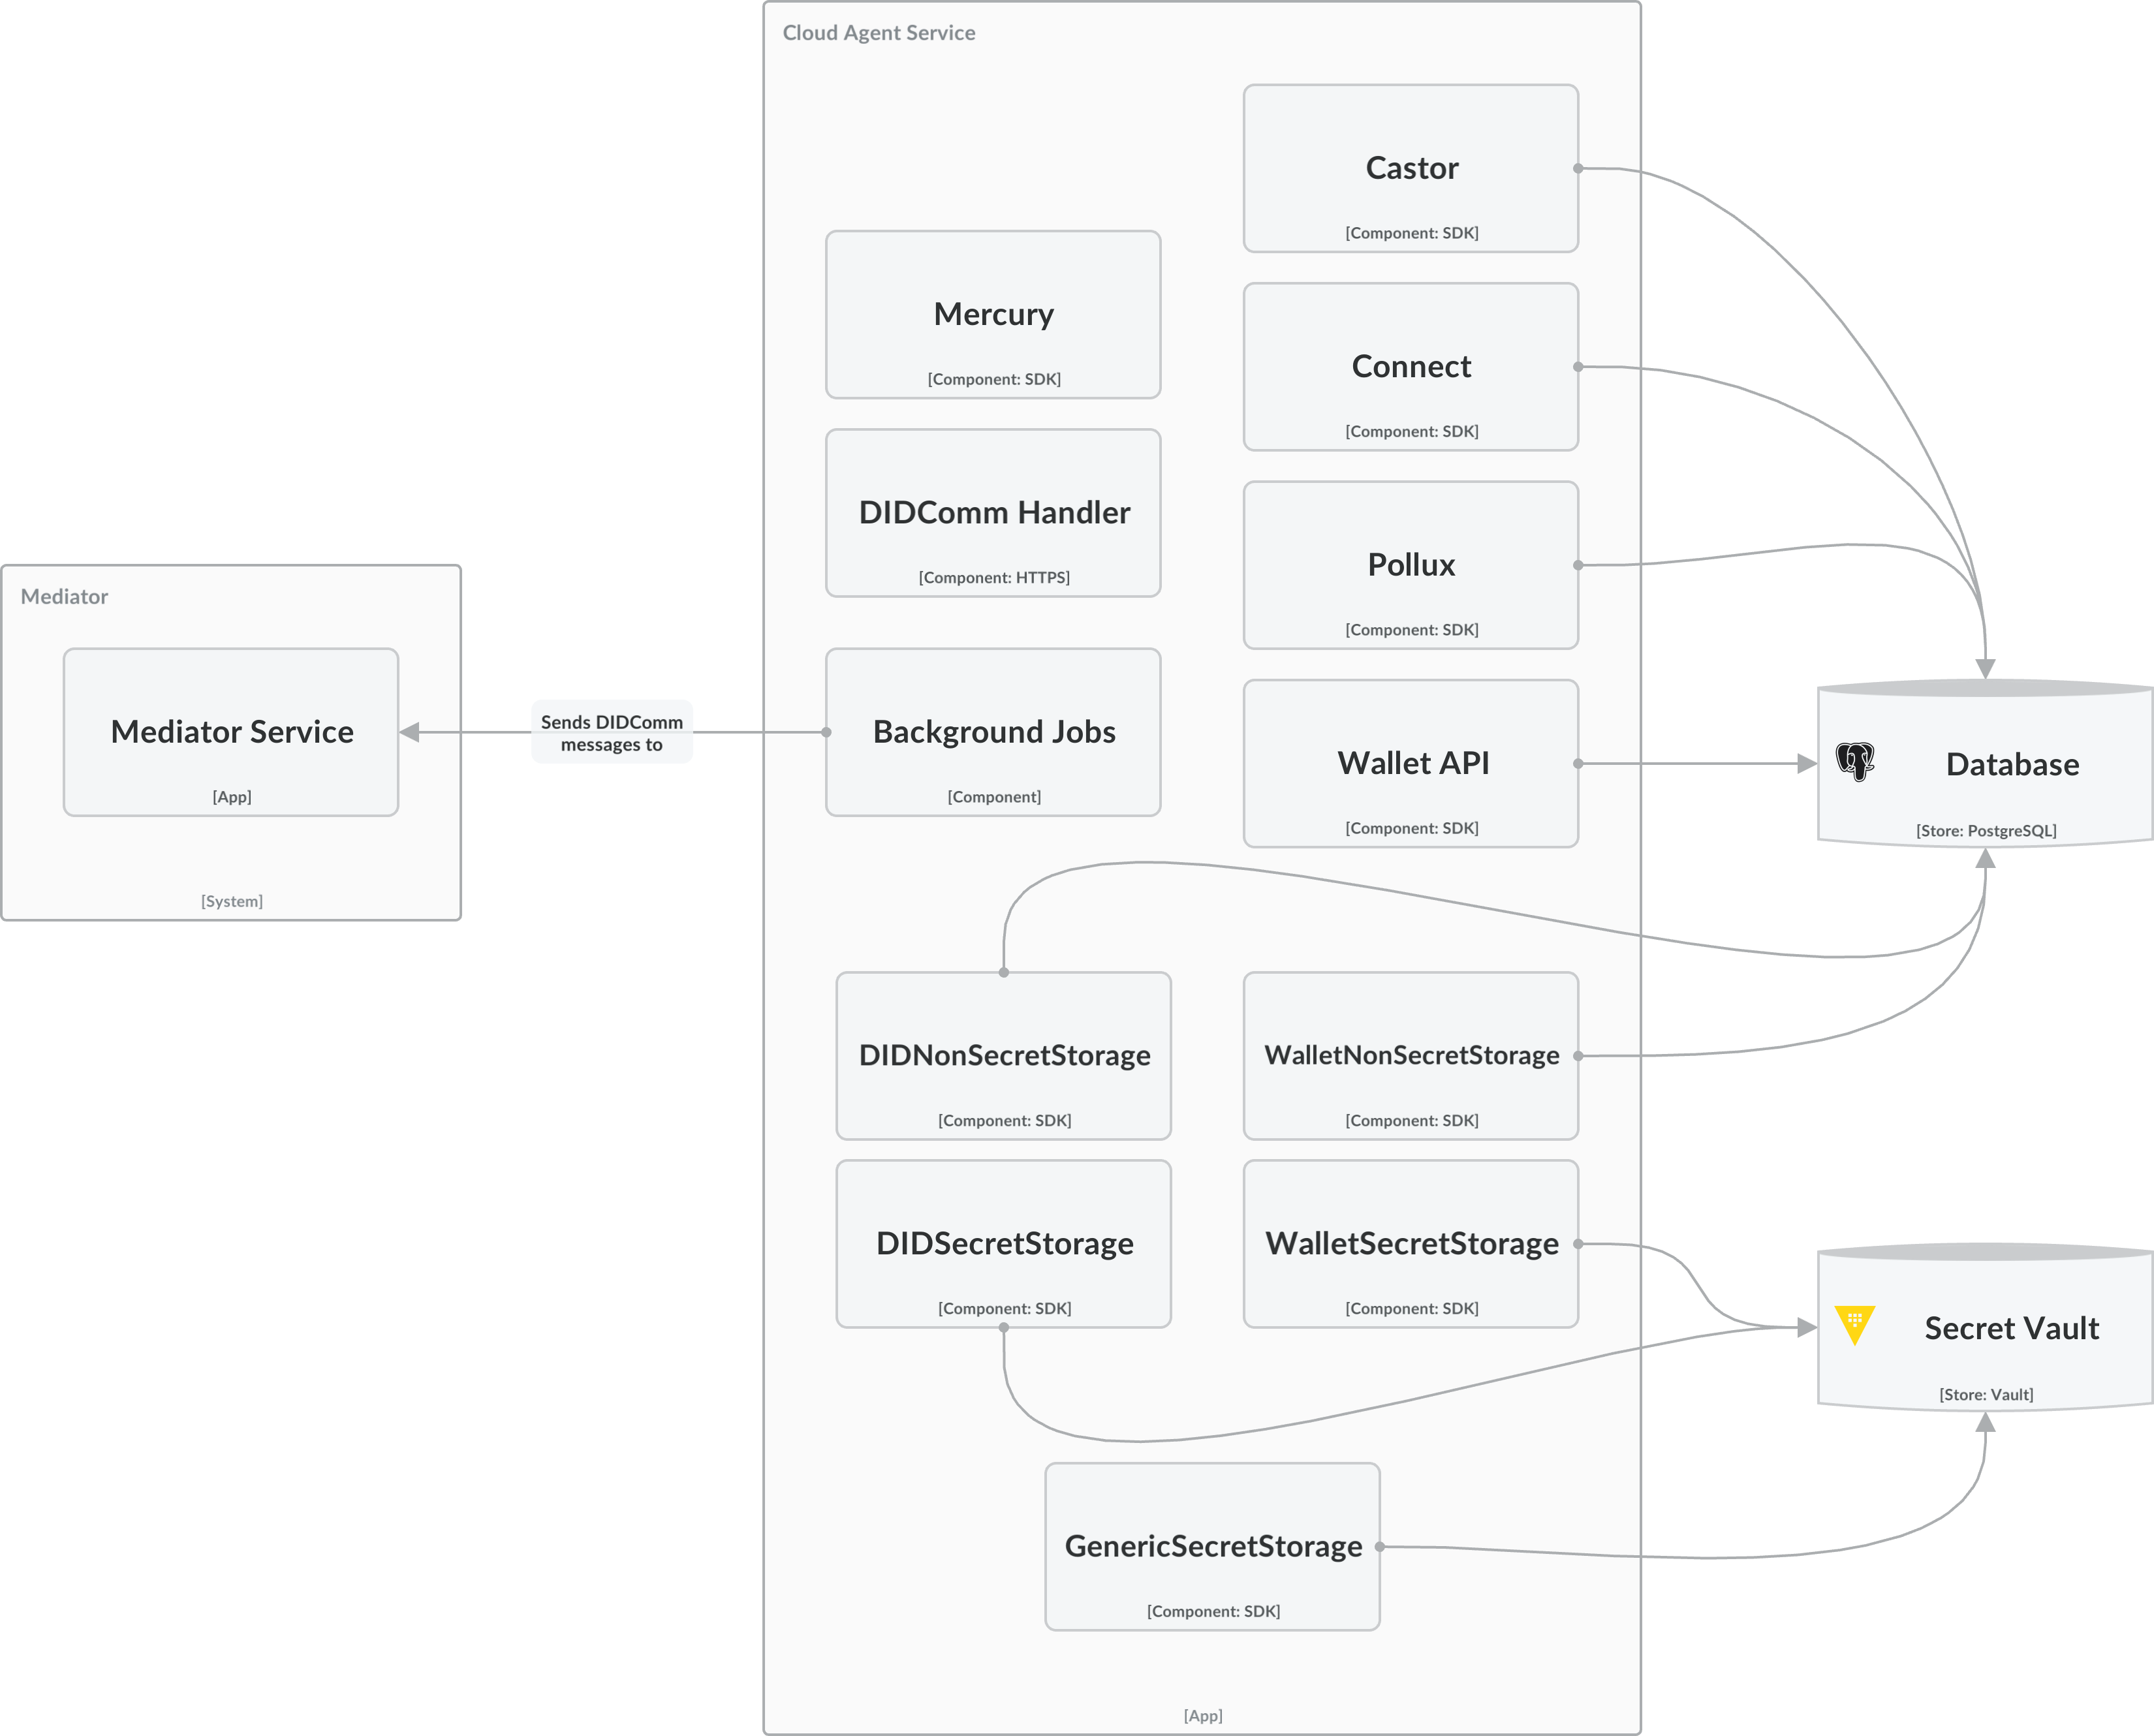 Cloud Agent Service
Castor
[Component: SDK]
Mercury
[Component: SDK]
Connect
[Component: SDK]
DIDComm Handler
[Component: HTTPS]
Pollux
[Component: SDK]
Mediator
Mediator Service
[App]
[System]
Sends DIDComm
messages to
Background Jobs
[Component]
Wallet API
[Component: SDK]
Database
[Store: PostgreSQL]
DIDNonSecretStorage
[Component: SDK]
WalletNonSecretStorage
[Component: SDK]
DIDSecretStorage
[Component: SDK]
WalletSecretStorage
[Component: SDK]
Secret Vault
[Store: Vault]
GenericSecretStorage
[Component: SDK]
[App]